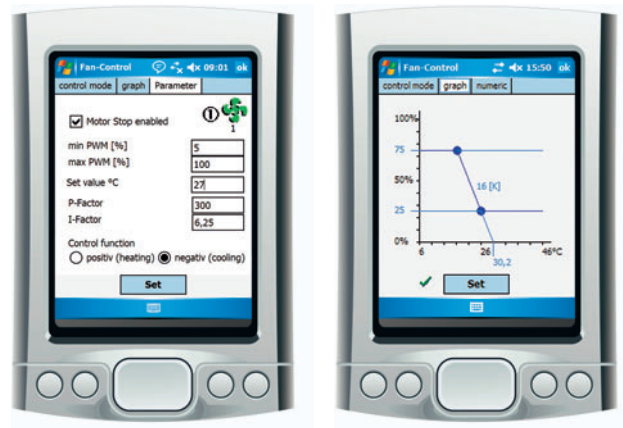 Fan-Control 09:01 ok
control mode graph Parameter
Motor Stop enabled
1
min PWM [%] 5
max PWM [%] 100
Set value °C 27
P-Factor 300
I-Factor 6,25
Control function
positiv (heating) negativ (cooling)
Set
Fan-Control 15:50 ok
control mode graph numeric
100%
75
50%
16 [K]
25
0%
6 26 46°C
30,2
Set